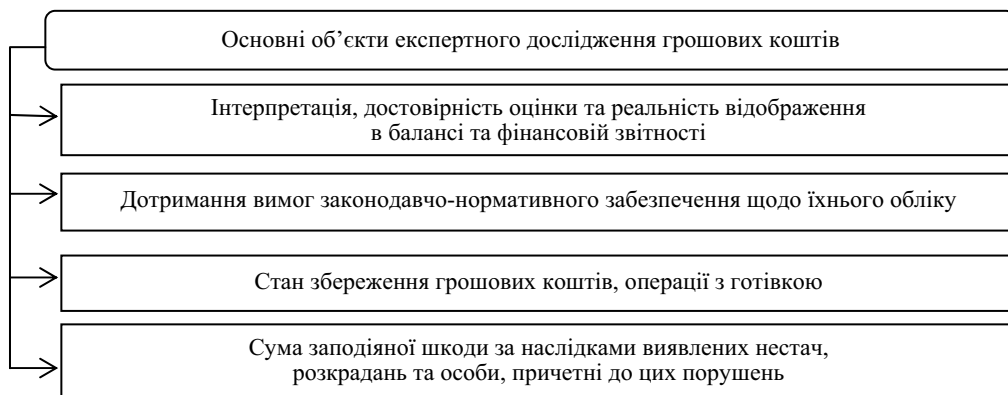 Основні об’єкти експертного дослідження грошових коштів
Інтерпретація, достовірність оцінки та реальність відображення
в балансі та фінансовій звітності
Дотримання вимог законодавчо-нормативного забезпечення щодо їхнього обліку
Стан збереження грошових коштів, операції з готівкою
Сума заподіяної шкоди за наслідками виявлених нестач,
розкрадань та особи, причетні до цих порушень